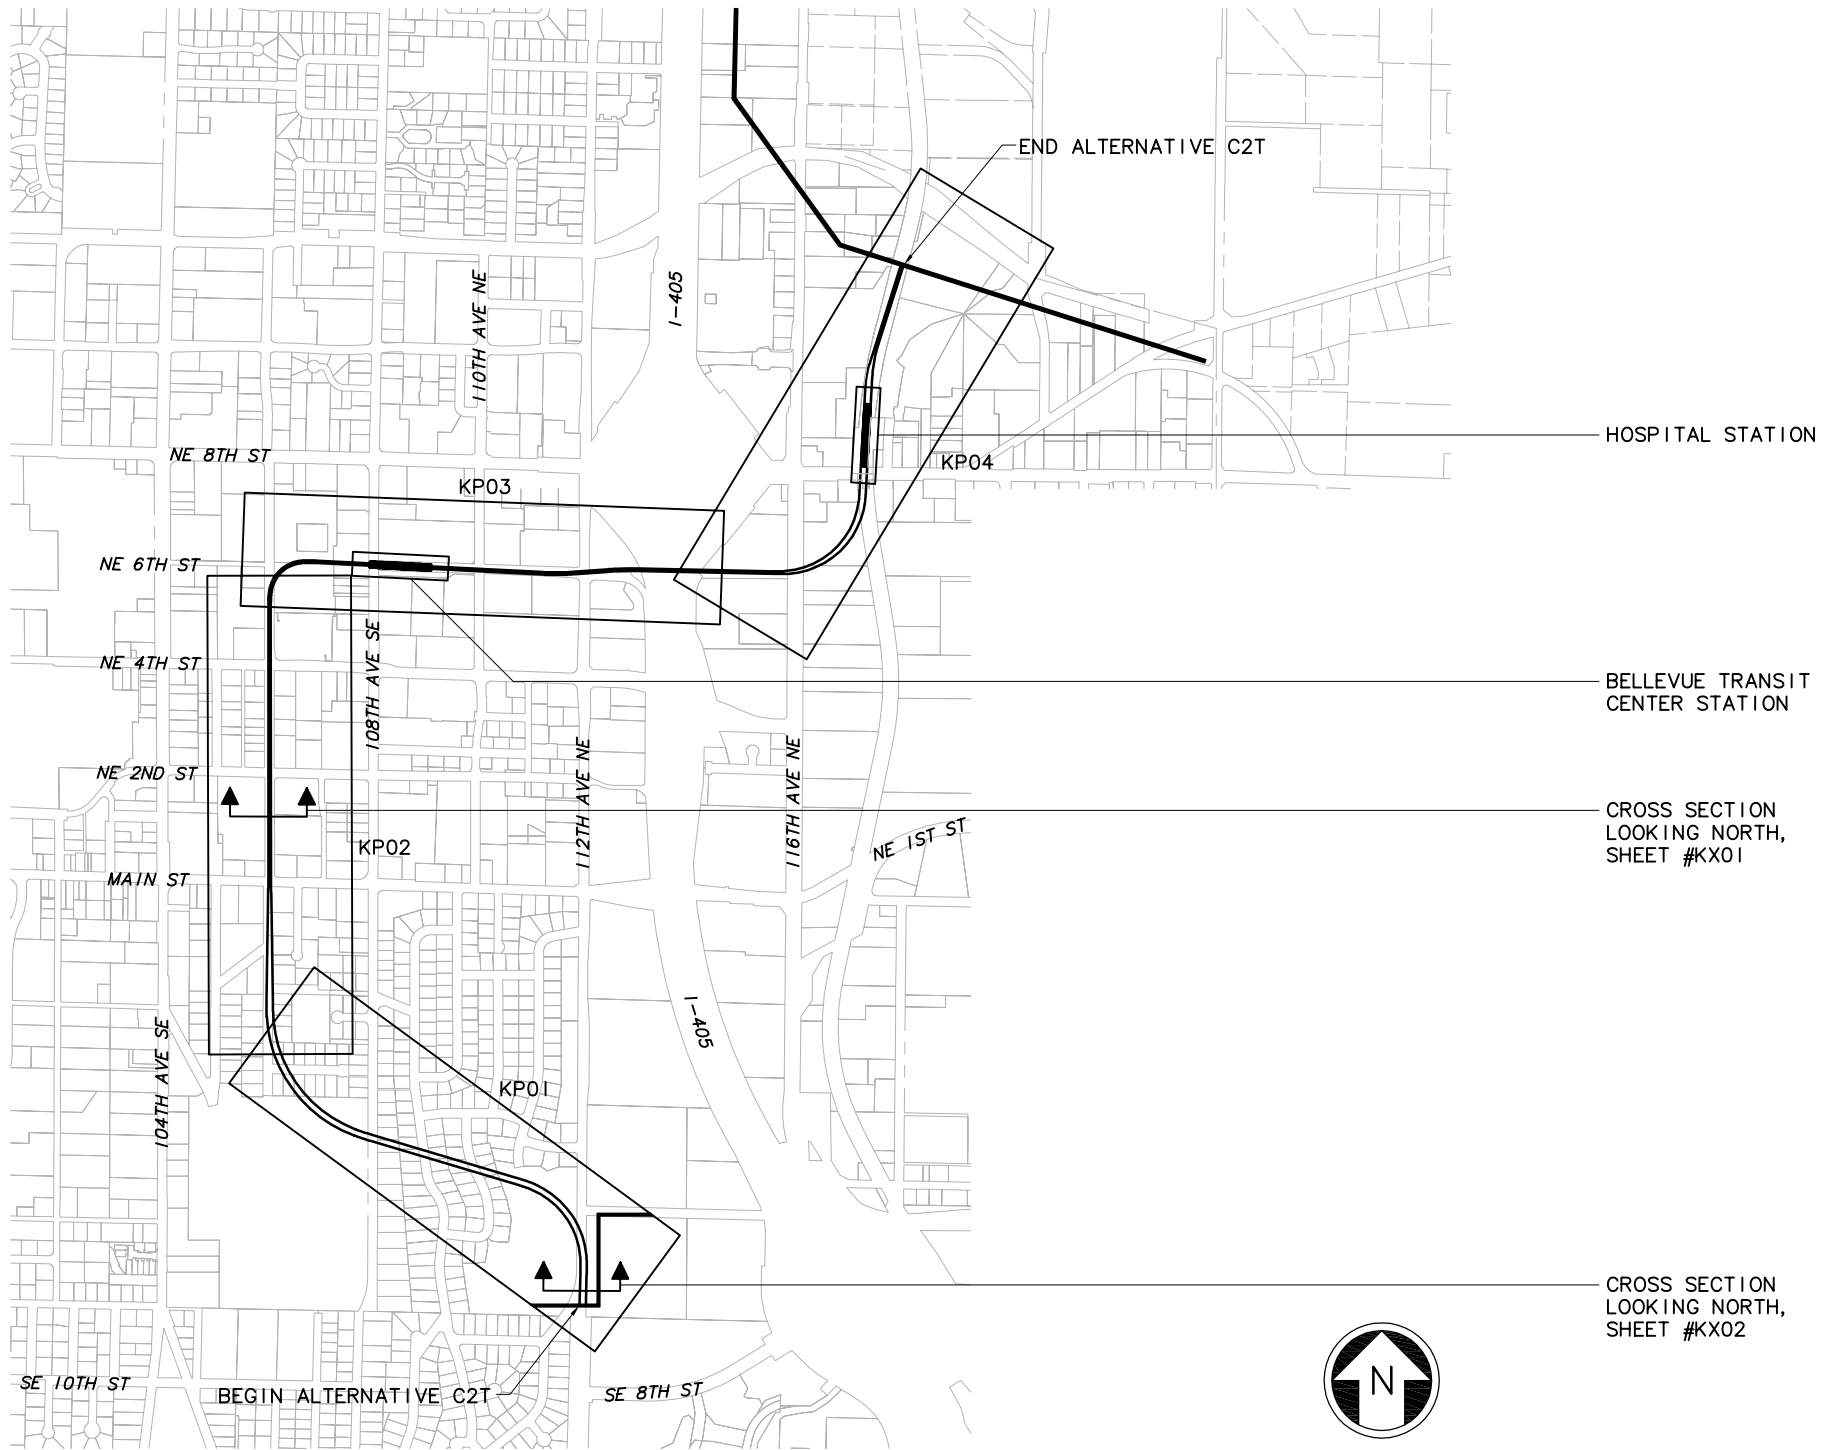 END ALTERNATIVE C2T
110TH AVE NE
I-405
HOSPITAL STATION
NE 8TH ST
KP04
KP03
NE 6TH ST
108TH AVE SE
NE 4TH ST
BELLEVUE TRANSIT
CENTER STATION
NE 2ND ST
112TH AVE NE
116TH AVE NE
CROSS SECTION
LOOKING NORTH,
SHEET #KX01
NE 1ST ST
KP02
MAIN ST
I-405
104TH AVE SE
KP01
CROSS SECTION
LOOKING NORTH,
SHEET #KX02
N
SE 10TH ST
BEGIN ALTERNATIVE C2T
SE 8TH ST